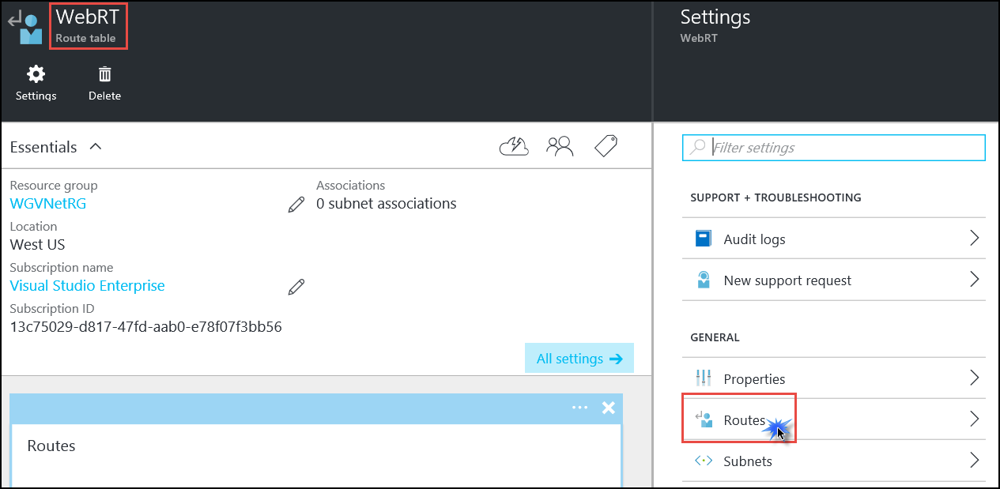 WebRT
Route table
Settings
Delete
Essentials
Resource group
WGVNetRG
Associations
0 subnet associations
Location
West US
Subscription name
Visual Studio Enterprise
Subscription ID
13c75029-d817-47fd-aab0-e78f07f3bb56
All settings
Routes
Settings
WebRT
Filter settings
SUPPORT + TROUBLESHOOTING
Audit logs
New support request
GENERAL
Properties
Routes
Subnets